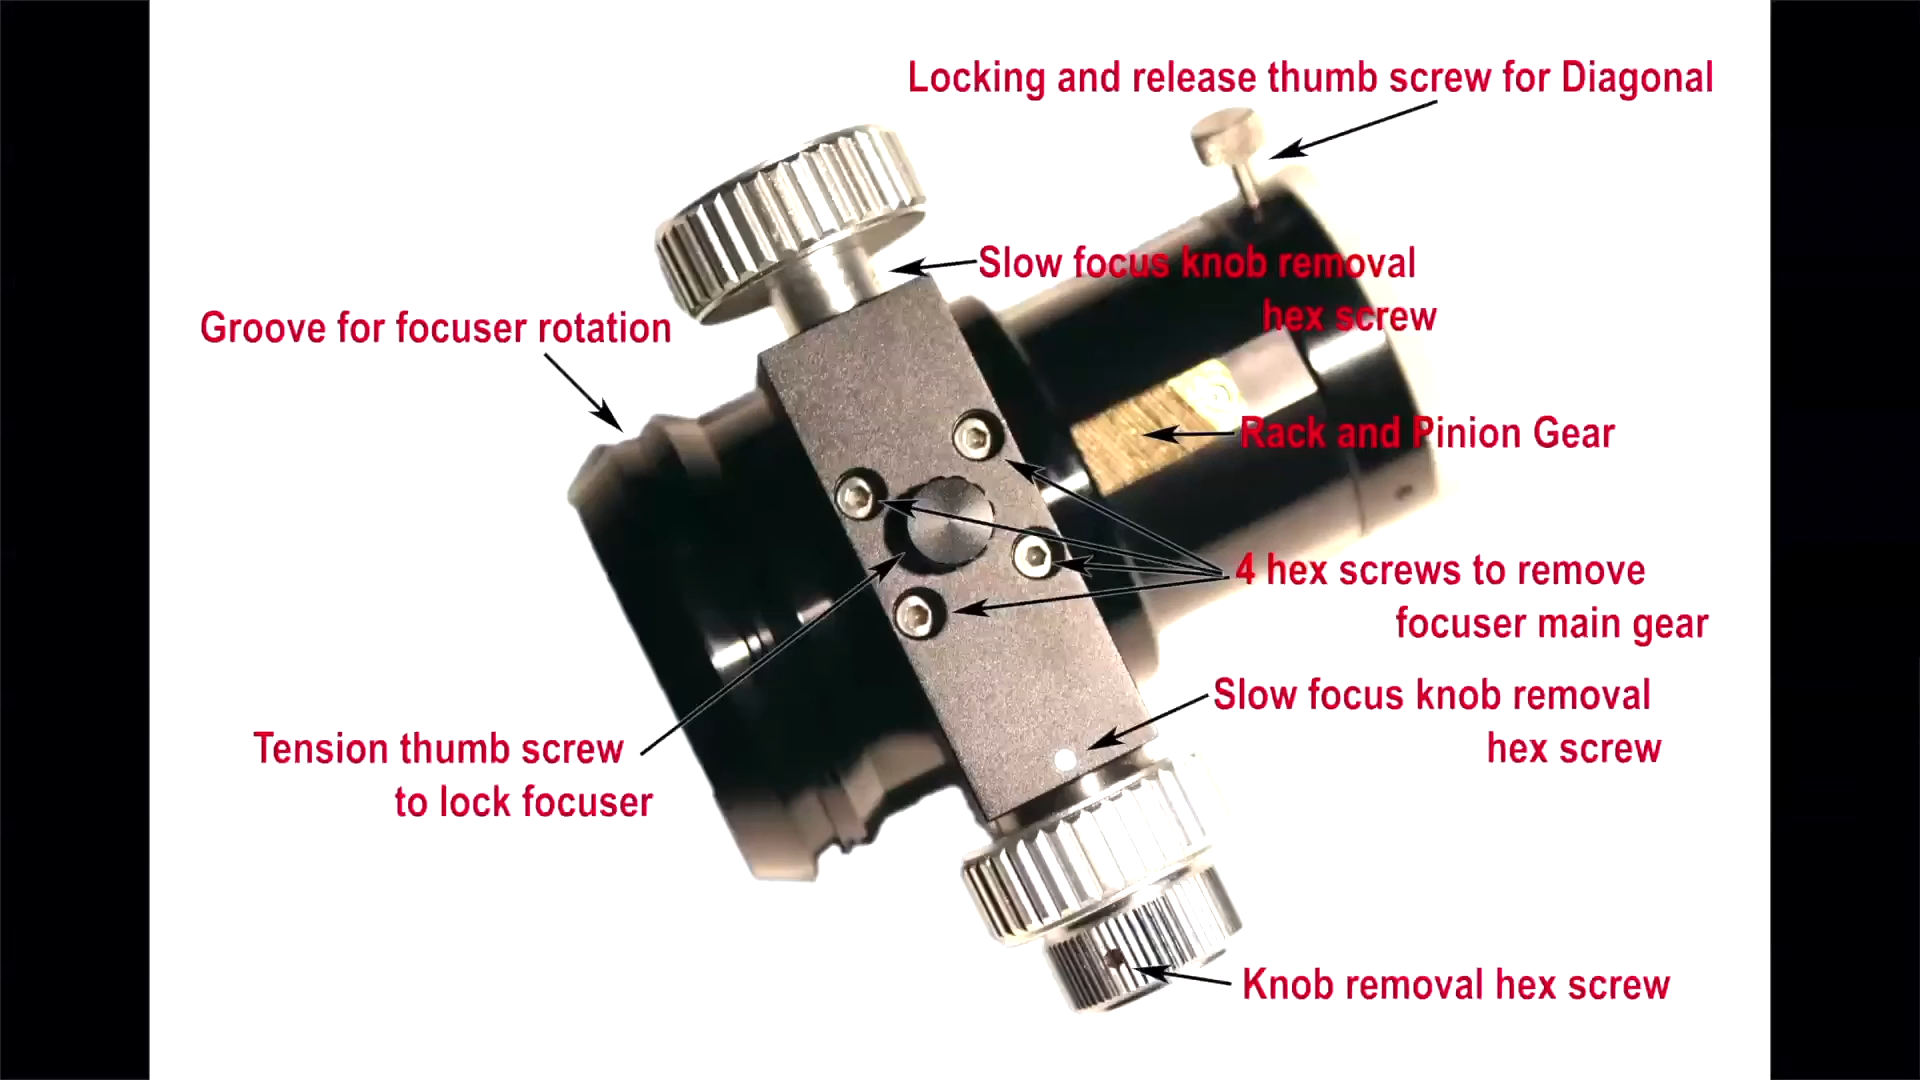 Locking and release thumb screw for Diagonal
Slow focus knob removal
hex screw
Groove for focuser rotation
Rack and Pinion Gear
4 hex screws to remove
focuser main gear
Slow focus knob removal
hex screw
Tension thumb screw
to lock focuser
Knob removal hex screw